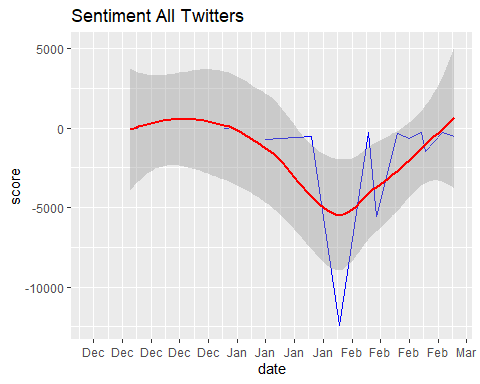 Sentiment All Twitters
5000
0
-5000
-10000
score
Dec Dec Dec Dec Dec Jan Jan Jan Jan Feb Feb Feb Feb Mar
date